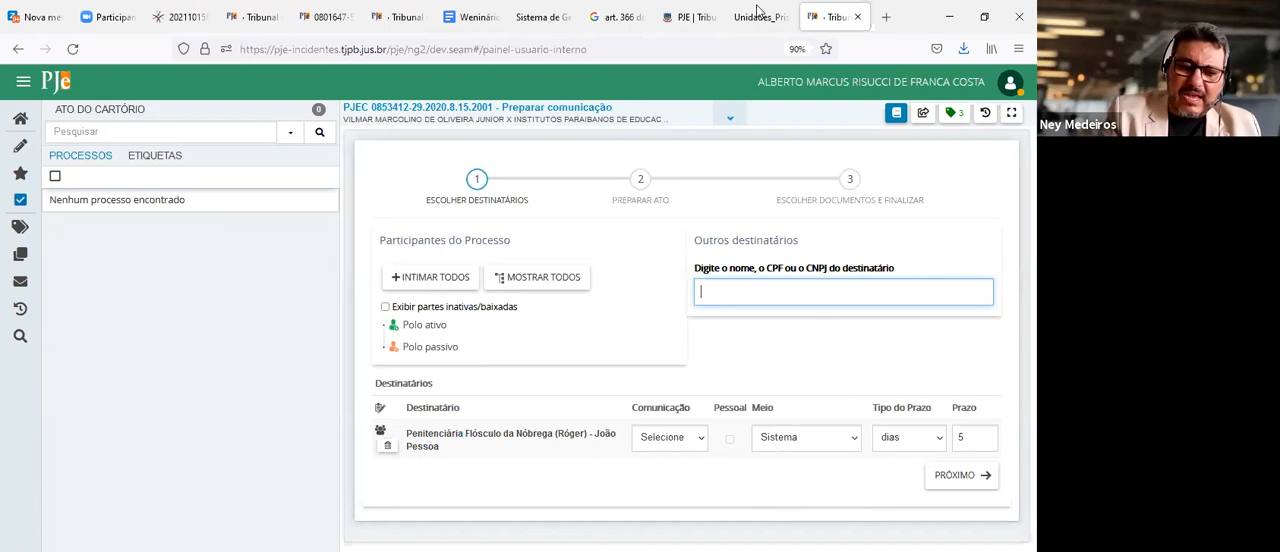 Nova me
Participan
20211015
Tribunal
0801647-5
Tribunal
Weninário
Sistema de Ge
art. 366 de
PJE | Tribu
Unidades_Pris
Tribun
https://pje-incidentes.tjpb.jus.br/pje/ng2/dev.seam#/painel-usuario-interno
90%
PJe
ALBERTO MARCUS RISUCCI DE FRANCA COSTA
Ney Medeiros
ATO DO CARTÓRIO
0
Pesquisar
PROCESSOS
ETIQUETAS
Nenhum processo encontrado
PJEC 0853412-29.2020.8.15.2001 - Preparar comunicação
VILMAR MARCOLINO DE OLIVEIRA JUNIOR X INSTITUTOS PARAIBANOS DE EDUCAC...
3
1
2
3
ESCOLHER DESTINATÁRIOS
PREPARAR ATO
ESCOLHER DOCUMENTOS E FINALIZAR
Participantes do Processo
INTIMAR TODOS
MOSTRAR TODOS
Exibir partes inativas/baixadas
Polo ativo
Polo passivo
Outros destinatários
Digite o nome, o CPF ou o CNPJ do destinatário
Destinatários
Destinatário
Comunicação
Pessoal
Meio
Tipo do Prazo
Prazo
Penitenciária Flósculo da Nóbrega (Róger) - João
Pessoa
Selecione
Sistema
dias
5
PRÓXIMO